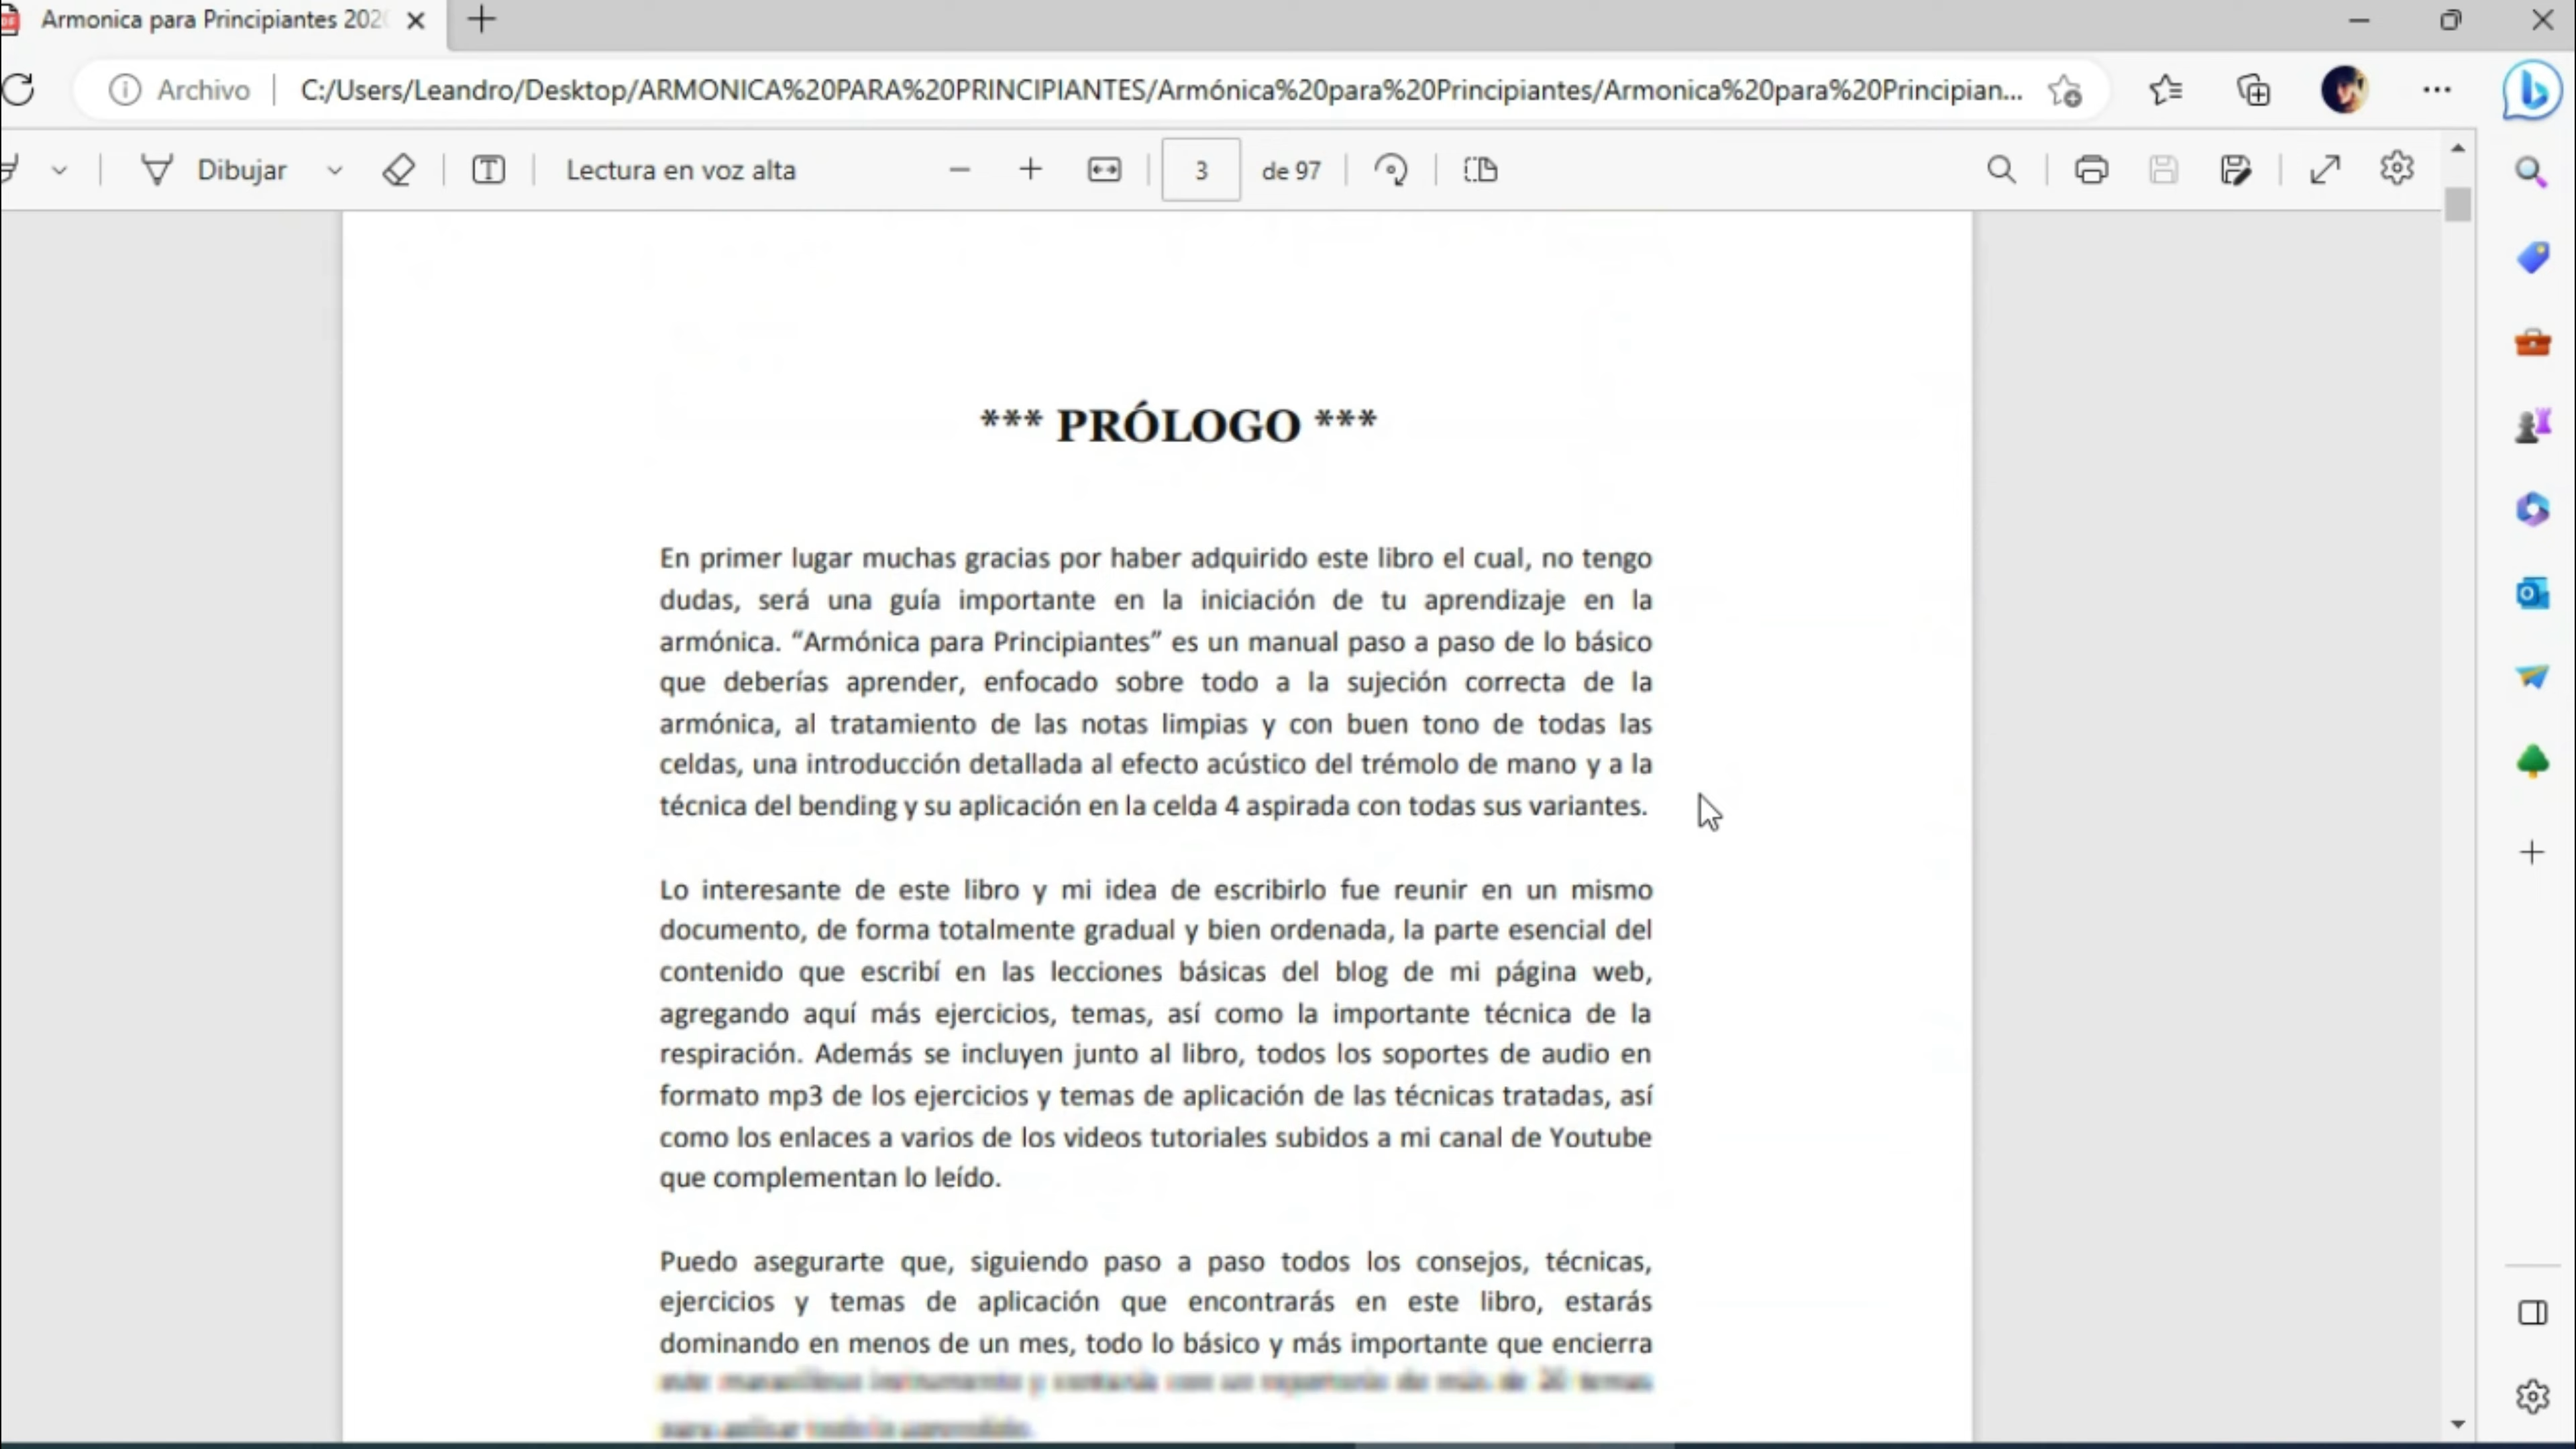 Armonica para Principiantes 202
Archivo
C:/Users/Leandro/Desktop/ARMONICA%20PARA%20PRINCIPIANTES/Armónica%20para%20Principiantes/Armonica%20para%20Principian...
Dibujar
Lectura en voz alta
3
de 97
*** PRÓLOGO ***
En primer lugar muchas gracias por haber adquirido este libro el cual, no tengo
dudas, será una guía importante en la iniciación de tu aprendizaje en la
armónica. “Armónica para Principiantes” es un manual paso a paso de lo básico
que deberías aprender, enfocado sobre todo a la sujeción correcta de la
armónica, al tratamiento de las notas limpias y con buen tono de todas las
celdas, una introducción detallada al efecto acústico del trémolo de mano y a la
técnica del bending y su aplicación en la celda 4 aspirada con todas sus variantes.
Lo interesante de este libro y mi idea de escribirlo fue reunir en un mismo
documento, de forma totalmente gradual y bien ordenada, la parte esencial del
contenido que escribí en las lecciones básicas del blog de mi página web,
agregando aquí más ejercicios, temas, así como la importante técnica de la
respiración. Además se incluyen junto al libro, todos los soportes de audio en
formato mp3 de los ejercicios y temas de aplicación de las técnicas tratadas, así
como los enlaces a varios de los videos tutoriales subidos a mi canal de Youtube
que complementan lo leído.
Puedo asegurarte que, siguiendo paso a paso todos los consejos, técnicas,
ejercicios y temas de aplicación que encontrarás en este libro, estarás
dominando en menos de un mes, todo lo básico y más importante que encierra